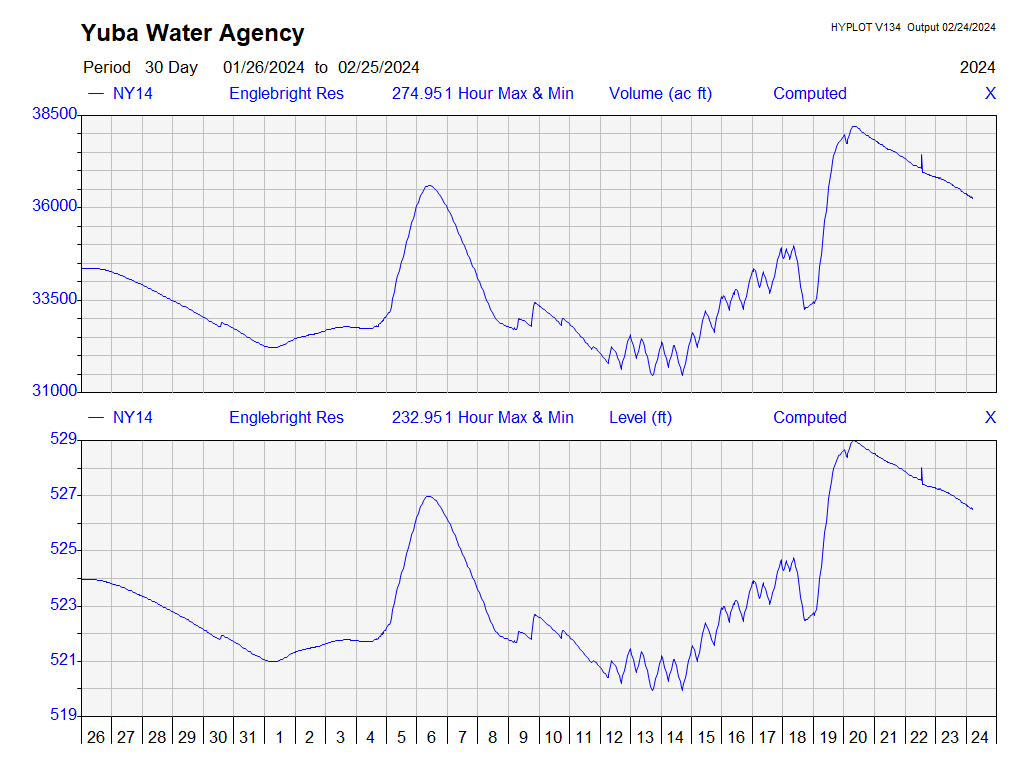 Yuba Water Agency
HYPLOT V134 Output 02/24/2024
Period 30 Day 01/26/2024 to 02/25/2024 2024
NY14 Englebright Res 274.951 Hour Max & Min Volume (ac ft) Computed X
38500
36000
33500
31000
NY14 Englebright Res 232.951 Hour Max & Min Level (ft) Computed X
529
527
525
523
521
519
26 27 28 29 30 31 1 2 3 4 5 6 7 8 9 10 11 12 13 14 15 16 17 18 19 20 21 22 23 24